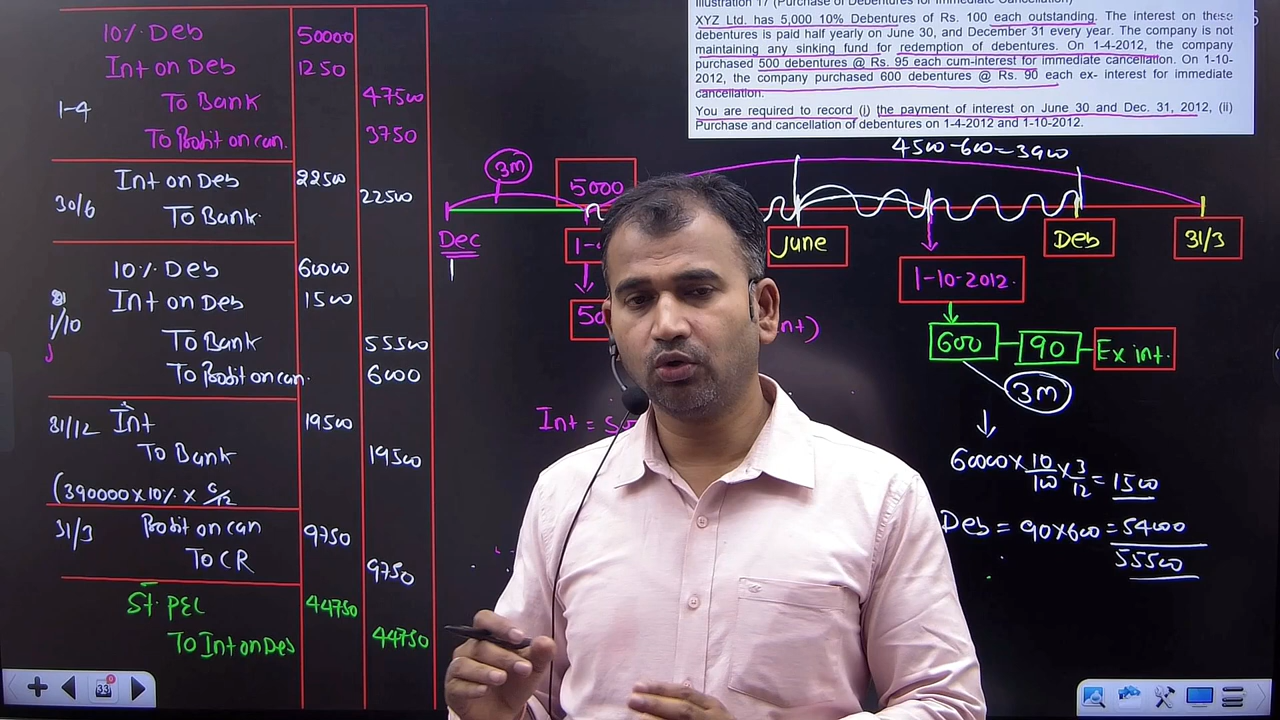 10% Deb 50000
Int on Deb 1250
1-4 To Bank 47500
To Profit on can. 3750
30/6 Int on Deb 22500
To Bank 22500
10% Deb 60000
Int on Deb 1500
1/10
To Bank 55500
To Profit on can. 6000
31/12 Int 19500
To Bank 19500
(390000 x 10% x 6/12
31/3 Profit on can 9750
To CR 9750
St. P&L 44750
To Int on Deb 44750
33
XYZ Ltd. has 5,000 10% Debentures of Rs. 100 each outstanding. The interest on these
debentures is paid half yearly on June 30, and December 31 every year. The company is not
maintaining any sinking fund for redemption of debentures. On 1-4-2012, the company
purchased 500 debentures @ Rs. 95 each cum-interest for immediate cancellation. On 1-10-
2012, the company purchased 600 debentures @ Rs. 90 each ex- interest for immediate
cancellation.
You are required to record (i) the payment of interest on June 30 and Dec. 31, 2012, (ii)
Purchase and cancellation of debentures on 1-4-2012 and 1-10-2012.
4500-600=3900
3m
5000
Dec
June
Deb
31/3
1-10-2012.
600 90 Ex int.
3m
Int =
60000 x 10/100 x 3/12 = 1500
Deb = 90x600 = 54000
55500